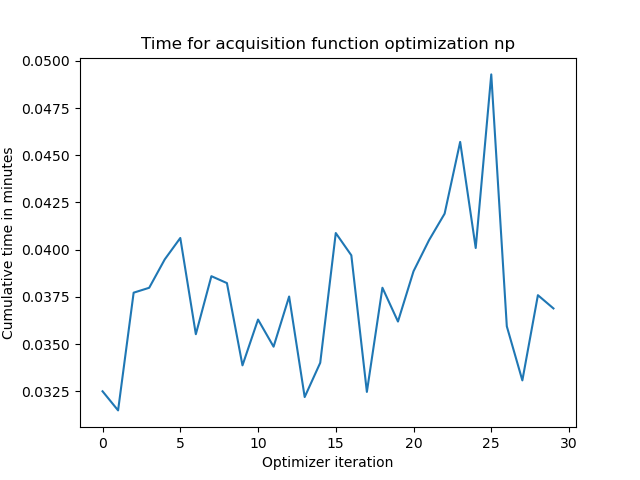 Time for acquisition function optimization np
Cumulative time in minutes
0.0500
0.0475
0.0450
0.0425
0.0400
0.0375
0.0350
0.0325
0 5 10 15 20 25 30
Optimizer iteration